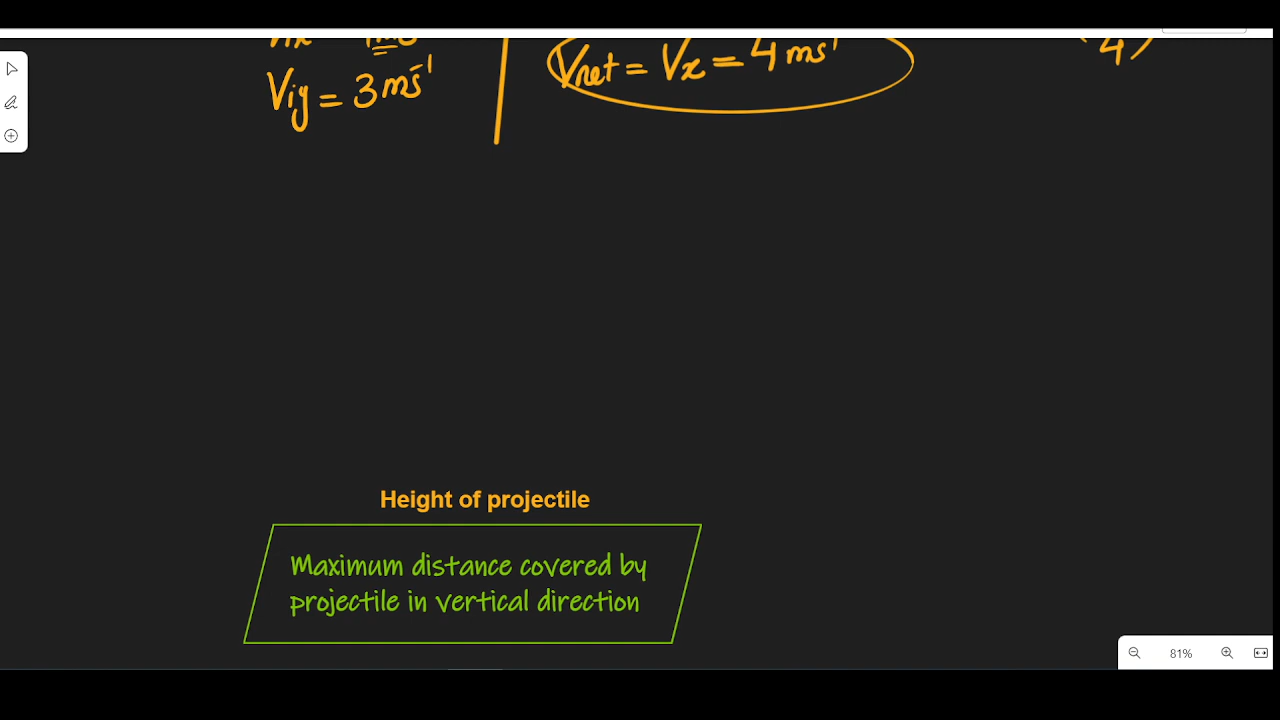 Viy = 3 ms⁻¹
Vnet = Vx = 4 ms⁻¹
4)
Height of projectile
Maximum distance covered by
projectile in vertical direction
81%